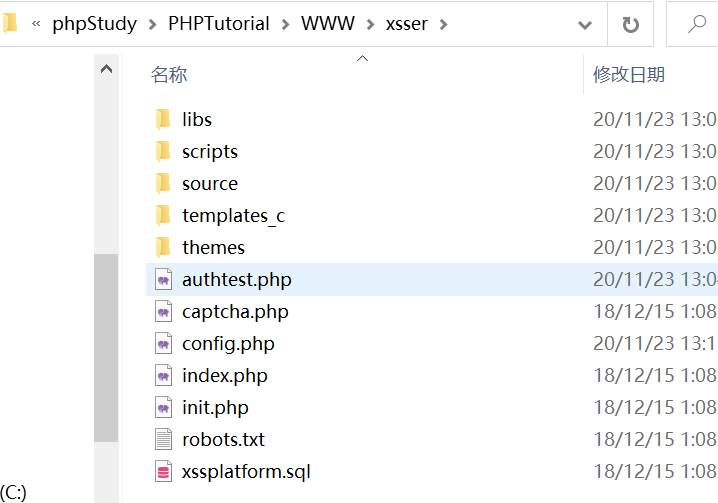 « phpStudy > PHPTutorial > WWW > xsser >
名称 修改日期
libs 20/11/23 13:0
scripts 20/11/23 13:0
source 20/11/23 13:0
templates_c 20/11/23 13:0
themes 20/11/23 13:0
authtest.php 20/11/23 13:0
captcha.php 18/12/15 1:08
config.php 20/11/23 13:1
index.php 18/12/15 1:08
init.php 18/12/15 1:08
robots.txt 18/12/15 1:08
xssplatform.sql 18/12/15 1:08
(C:)